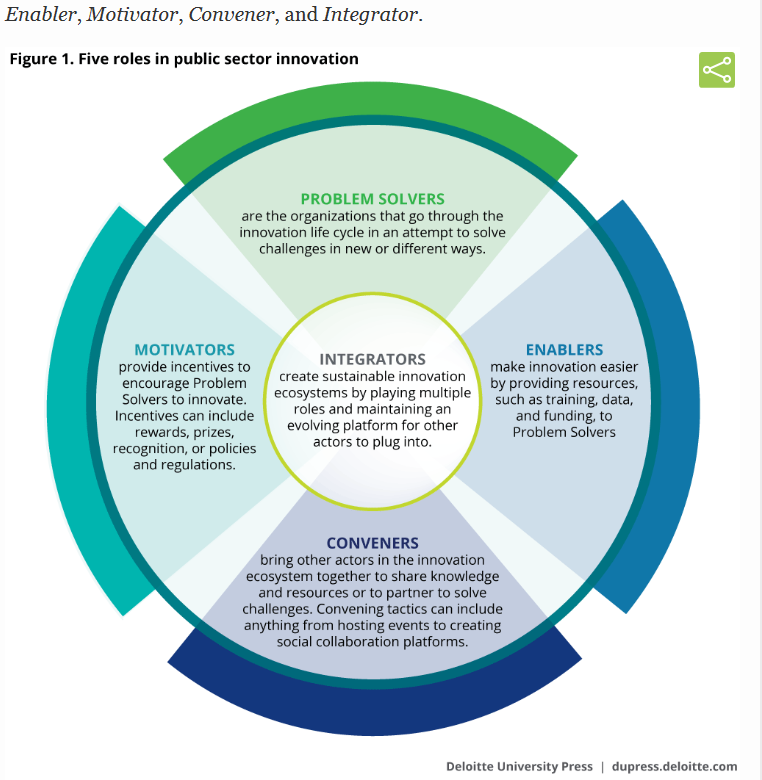 Enabler, Motivator, Convener, and Integrator.
Figure 1. Five roles in public sector innovation
PROBLEM SOLVERS
are the organizations that go through the
innovation life cycle in an attempt to solve
challenges in new or different ways.
MOTIVATORS
provide incentives to
encourage Problem
Solvers to innovate.
Incentives can include
rewards, prizes,
recognition, or policies
and regulations.
INTEGRATORS
create sustainable innovation
ecosystems by playing multiple
roles and maintaining an
evolving platform for other
actors to plug into.
ENABLERS
make innovation easier
by providing resources,
such as training, data,
and funding, to
Problem Solvers
CONVENERS
bring other actors in the innovation
ecosystem together to share knowledge
and resources or to partner to solve
challenges. Convening tactics can include
anything from hosting events to creating
social collaboration platforms.
Deloitte University Press | dupress.deloitte.com